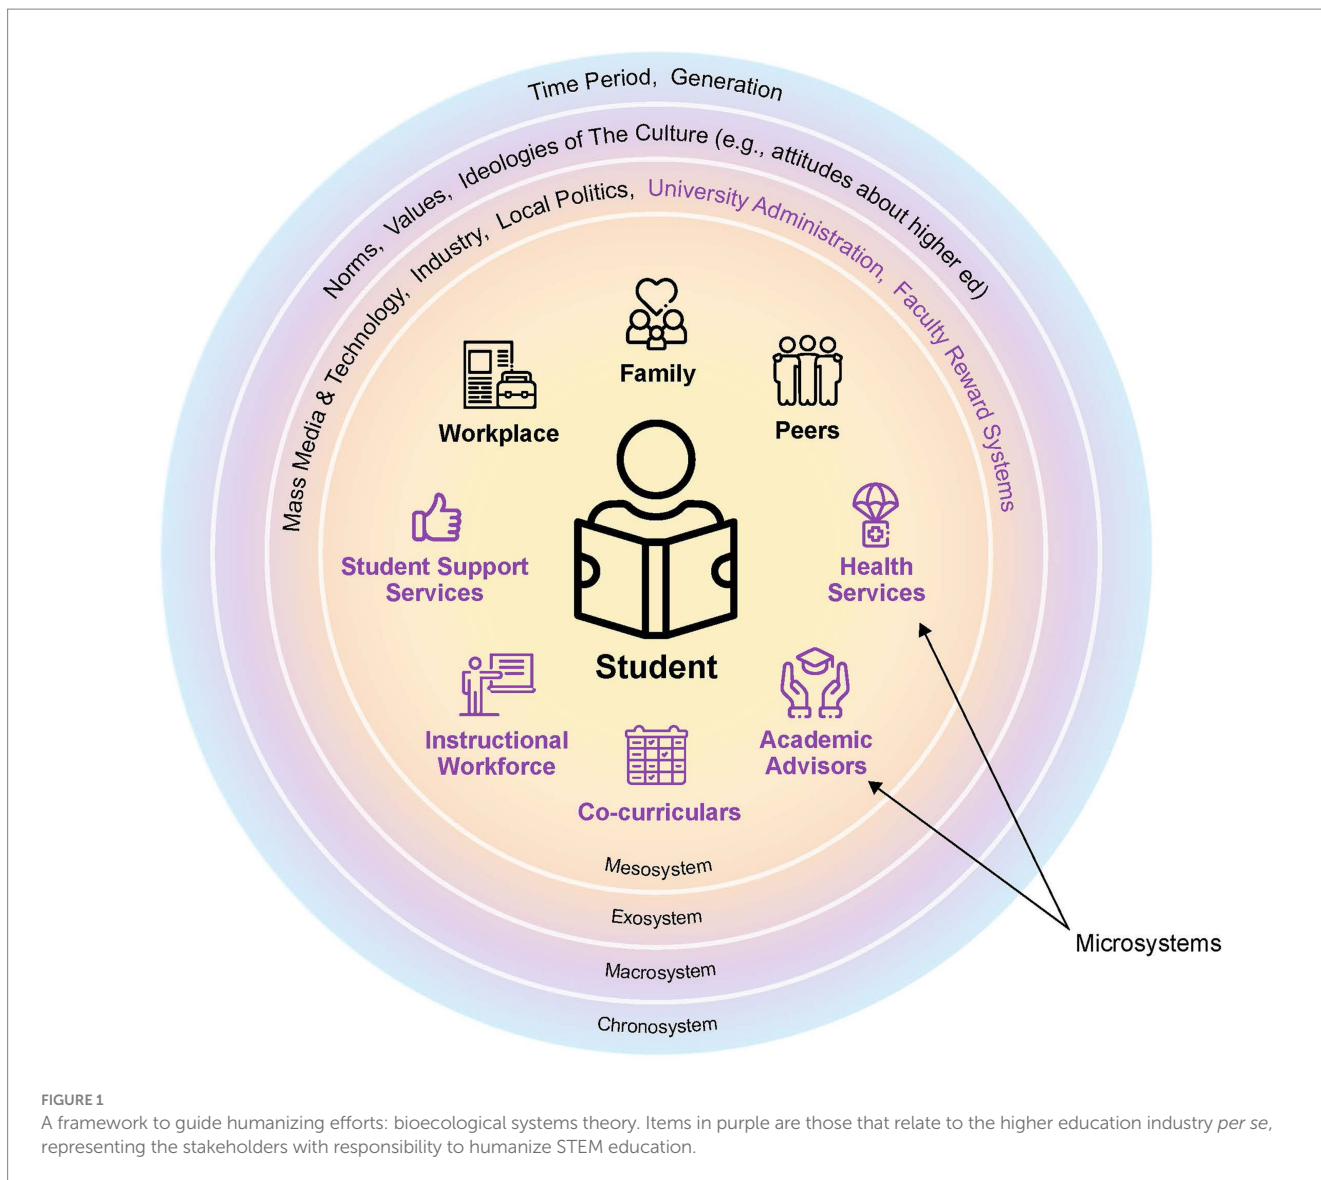 Time Period, Generation
Norms, Values, Ideologies of The Culture (e.g., attitudes about higher ed)
Mass Media & Technology, Industry, Local Politics, University Administration, Faculty Reward Systems
Family
Workplace
Peers
Student Support
Services
Health
Services
Student
Instructional
Workforce
Academic
Advisors
Co-curriculars
Mesosystem
Exosystem
Microsystems
Macrosystem
Chronosystem
FIGURE 1
A framework to guide humanizing efforts: bioecological systems theory. Items in purple are those that relate to the higher education industry per se,
representing the stakeholders with responsibility to humanize STEM education.